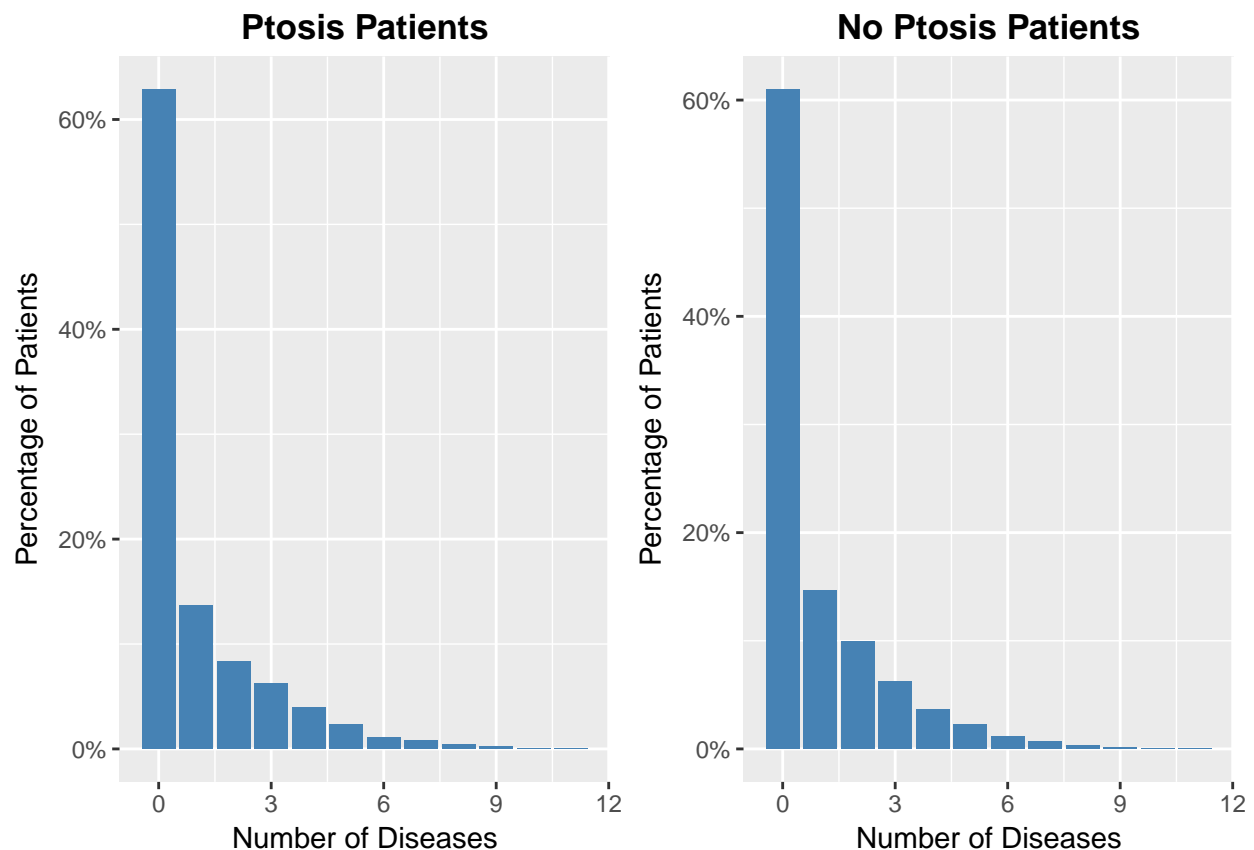 Ptosis Patients
Percentage of Patients
60%
40%
20%
0%
0 3 6 9 12
Number of Diseases
No Ptosis Patients
Percentage of Patients
60%
40%
20%
0%
0 3 6 9 12
Number of Diseases